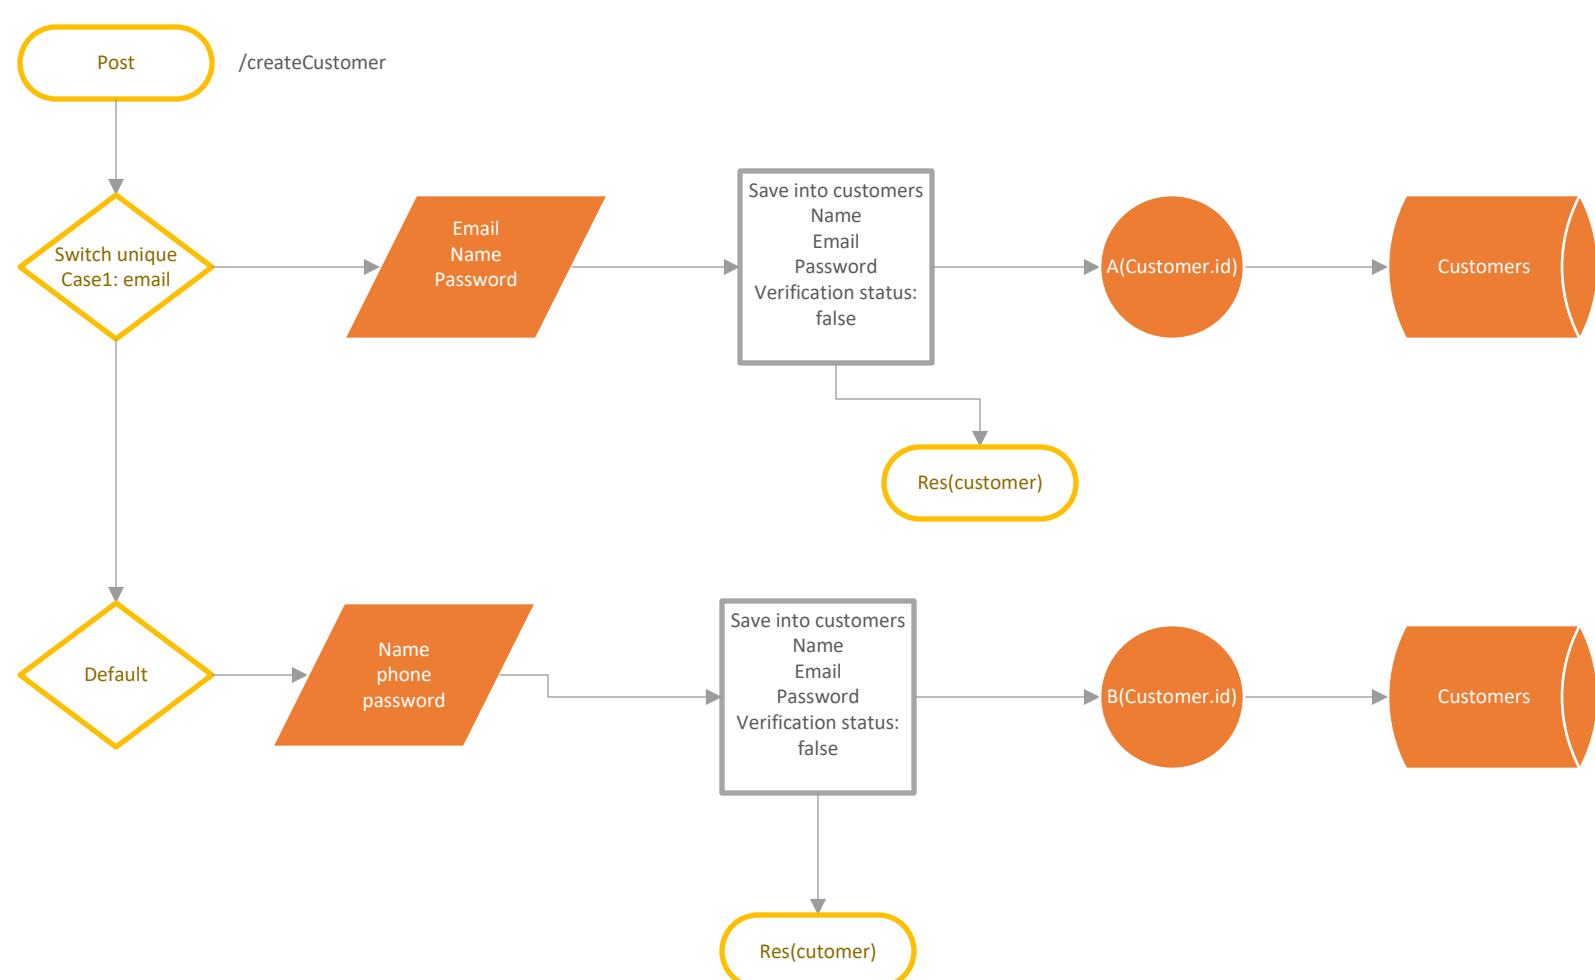 Post
/createCustomer
Switch unique
Case1: email
Email
Name
Password
Save into customers
Name
Email
Password
Verification status:
false
A(Customer.id)
Customers
Res(customer)
Default
Name
phone
password
Save into customers
Name
Email
Password
Verification status:
false
B(Customer.id)
Customers
Res(cutomer)